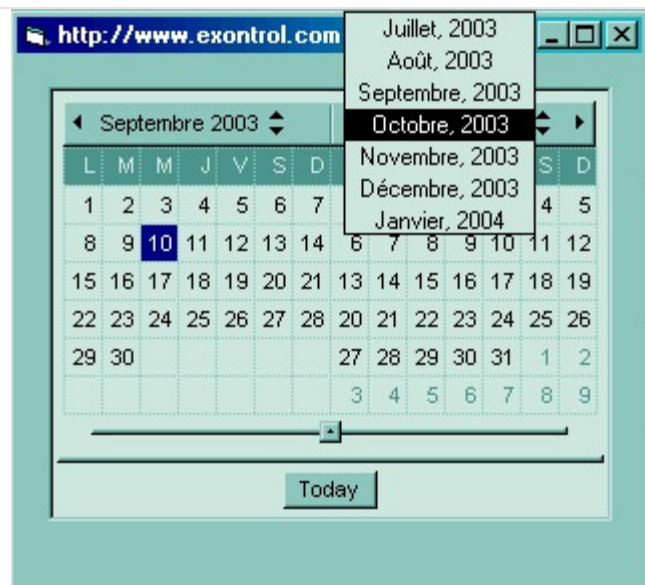 http://www.exontrol.com
Juillet, 2003
Août, 2003
Septembre, 2003
Octobre, 2003
Novembre, 2003
Décembre, 2003
Janvier, 2004
Septembre 2003
L M M J V S D S D
1 2 3 4 5 6 7 4 5
8 9 10 11 12 13 14 6 7 8 9 10 11 12
15 16 17 18 19 20 21 13 14 15 16 17 18 19
22 23 24 25 26 27 28 20 21 22 23 24 25 26
29 30 27 28 29 30 31 1 2
3 4 5 6 7 8 9
Today